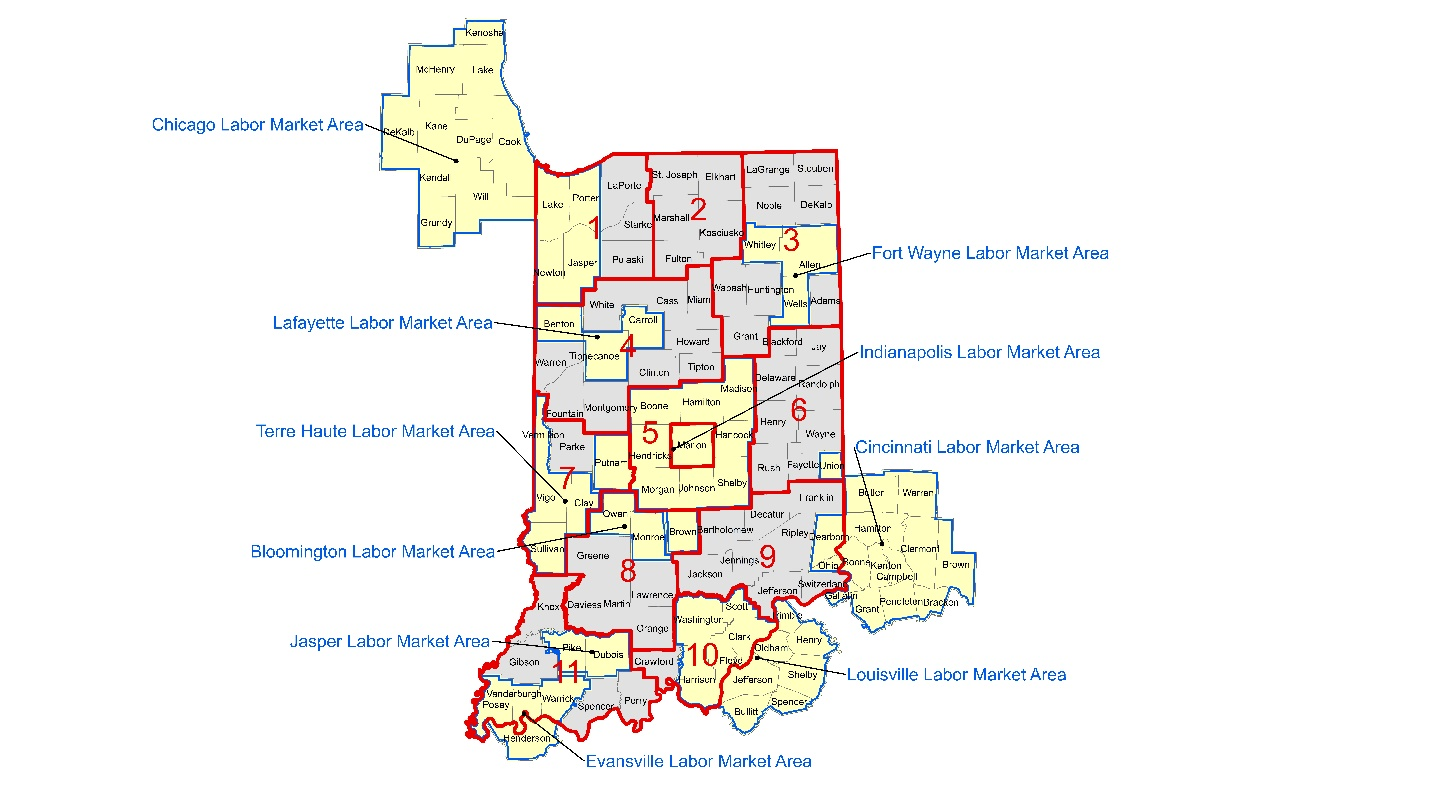 Kenosha
McHenry
Lake
Chicago Labor Market Area
DeKalb
Kane
DuPage
Cook
Kendal
Will
Grundy
LaPorte
St. Joseph
Elkhart
LaGrange
Steuben
Lake
Porter
1
Starke
Marshall
2
Kosciusko
Noble
DeKalb
Whitley
3
Allen
Fort Wayne Labor Market Area
Newton
Jasper
Pulaski
Fulton
Wabash
Huntington
Wells
Adams
White
Cass
Miami
Lafayette Labor Market Area
Benton
Carroll
4
Howard
Grant
Blackford
Jay
Indianapolis Labor Market Area
Warren
Tippecanoe
Clinton
Tipton
Delaware
Randolph
Madison
Fountain
Montgomery
Boone
Hamilton
6
Terre Haute Labor Market Area
Vermillion
Parke
5
Marion
Hancock
Henry
Wayne
Cincinnati Labor Market Area
Putnam
Hendricks
Rush
Fayette
Union
7
Vigo
Clay
Morgan
Johnson
Shelby
Franklin
Butler
Warren
Owen
Monroe
Brown
Bartholomew
Decatur
Ripley
Dearborn
Hamilton
Clermont
Bloomington Labor Market Area
Sullivan
Greene
8
Jennings
9
Ohio
Boone
Kenton
Campbell
Brown
Jackson
Jefferson
Switzerland
Gallatin
Grant
Pendleton
Bracken
Knox
Daviess
Martin
Lawrence
Orange
Washington
Scott
Trimble
Jasper Labor Market Area
Pike
Dubois
Clark
Oldham
Henry
Gibson
11
Crawford
10
Floyd
Harrison
Jefferson
Shelby
Louisville Labor Market Area
Vanderburgh
Posey
Warrick
Spencer
Perry
Bullitt
Spencer
Henderson
Evansville Labor Market Area